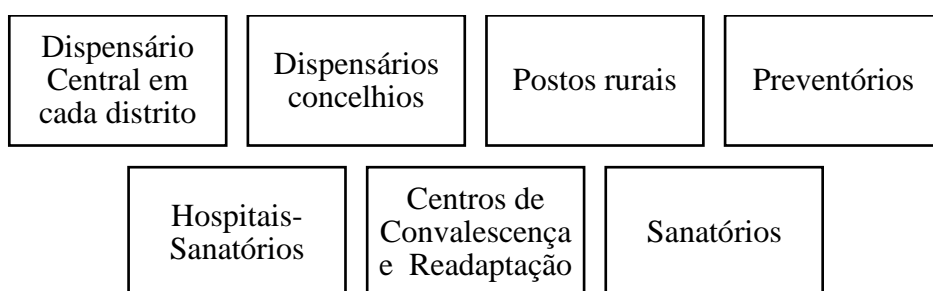 Dispensário
Central em
cada distrito
Dispensários
concelhios
Postos rurais
Preventórios
Hospitais-
Sanatórios
Centros de
Convalescença
e Readaptação
Sanatórios